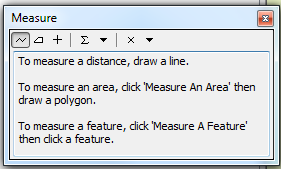 Measure
To measure a distance, draw a line.
To measure an area, click 'Measure An Area' then
draw a polygon.
To measure a feature, click 'Measure A Feature'
then click a feature.